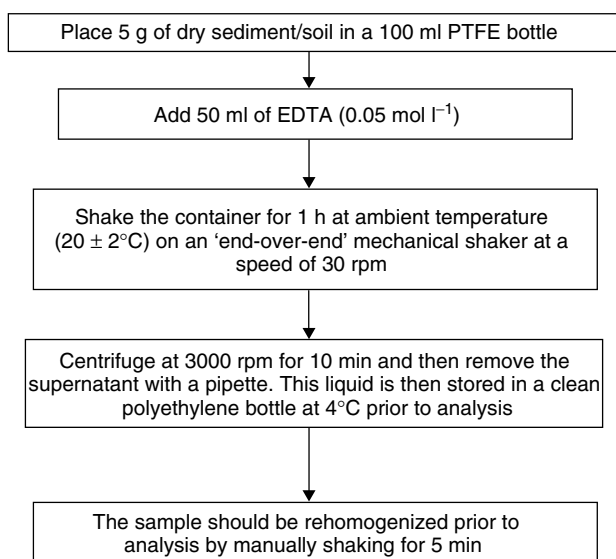 Place 5 g of dry sediment/soil in a 100 ml PTFE bottle
Add 50 ml of EDTA (0.05 mol l⁻¹)
Shake the container for 1 h at ambient temperature
(20 ± 2°C) on an ‘end-over-end’ mechanical shaker at a
speed of 30 rpm
Centrifuge at 3000 rpm for 10 min and then remove the
supernatant with a pipette. This liquid is then stored in a clean
polyethylene bottle at 4°C prior to analysis
The sample should be rehomogenized prior to
analysis by manually shaking for 5 min